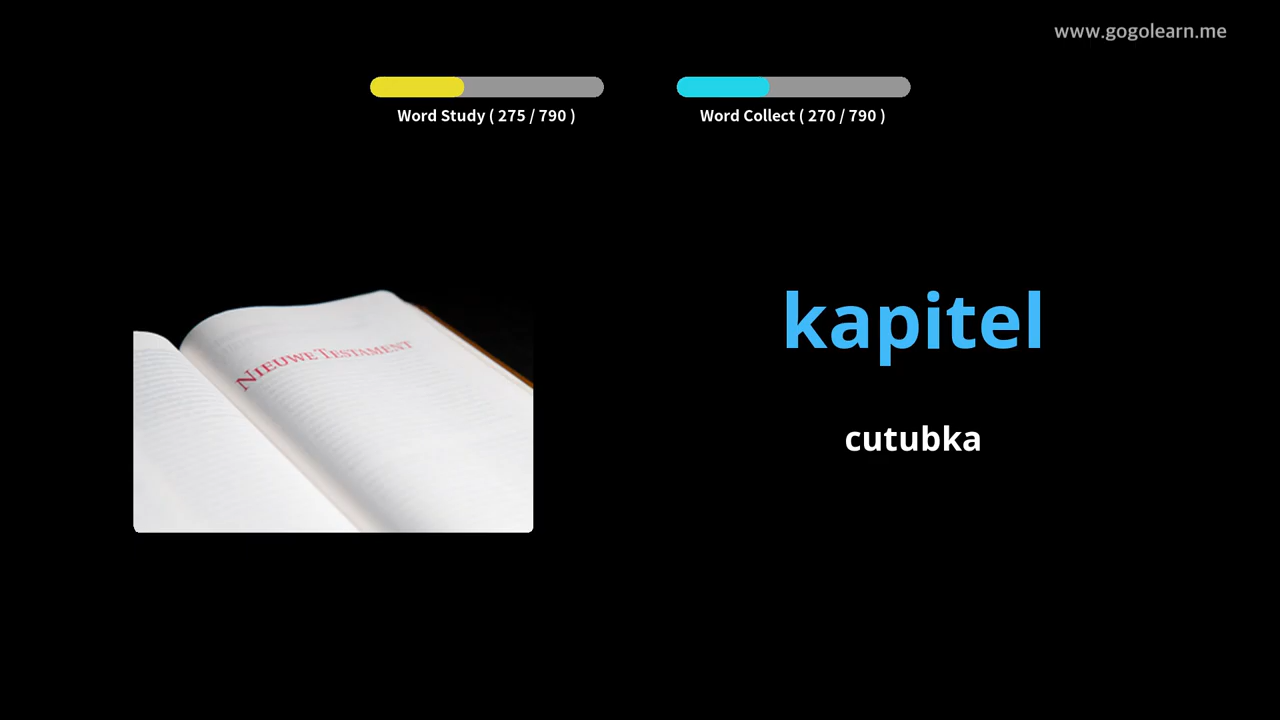 www.gogolearn.me
Word Study ( 275 / 790 )
Word Collect ( 270 / 790 )
NIEUWE TESTAMENT
kapitel
cutubka